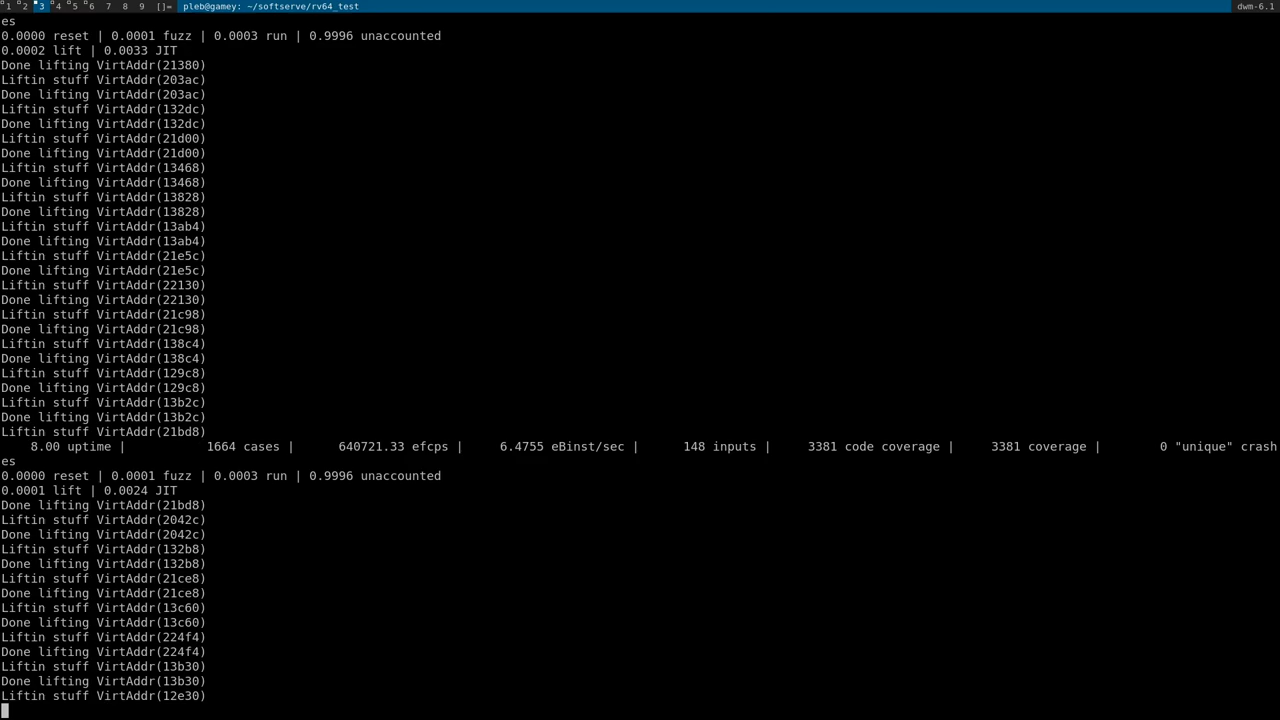 1 2 3 4 5 6 7 8 9 []= pleb@gamey: ~/softserve/rv64_test dwm-6.1
es
0.0000 reset | 0.0001 fuzz | 0.0003 run | 0.9996 unaccounted
0.0002 lift | 0.0033 JIT
Done lifting VirtAddr(21380)
Liftin stuff VirtAddr(203ac)
Done lifting VirtAddr(203ac)
Liftin stuff VirtAddr(132dc)
Done lifting VirtAddr(132dc)
Liftin stuff VirtAddr(21d00)
Done lifting VirtAddr(21d00)
Liftin stuff VirtAddr(13468)
Done lifting VirtAddr(13468)
Liftin stuff VirtAddr(13828)
Done lifting VirtAddr(13828)
Liftin stuff VirtAddr(13ab4)
Done lifting VirtAddr(13ab4)
Liftin stuff VirtAddr(21e5c)
Done lifting VirtAddr(21e5c)
Liftin stuff VirtAddr(22130)
Done lifting VirtAddr(22130)
Liftin stuff VirtAddr(21c98)
Done lifting VirtAddr(21c98)
Liftin stuff VirtAddr(138c4)
Done lifting VirtAddr(138c4)
Liftin stuff VirtAddr(129c8)
Done lifting VirtAddr(129c8)
Liftin stuff VirtAddr(13b2c)
Done lifting VirtAddr(13b2c)
Liftin stuff VirtAddr(21bd8)
8.00 uptime | 1664 cases | 640721.33 efcps | 6.4755 eBinst/sec | 148 inputs | 3381 code coverage | 3381 coverage | 0 "unique" crash
es
0.0000 reset | 0.0001 fuzz | 0.0003 run | 0.9996 unaccounted
0.0001 lift | 0.0024 JIT
Done lifting VirtAddr(21bd8)
Liftin stuff VirtAddr(2042c)
Done lifting VirtAddr(2042c)
Liftin stuff VirtAddr(132b8)
Done lifting VirtAddr(132b8)
Liftin stuff VirtAddr(21ce8)
Done lifting VirtAddr(21ce8)
Liftin stuff VirtAddr(13c60)
Done lifting VirtAddr(13c60)
Liftin stuff VirtAddr(224f4)
Done lifting VirtAddr(224f4)
Liftin stuff VirtAddr(13b30)
Done lifting VirtAddr(13b30)
Liftin stuff VirtAddr(12e30)